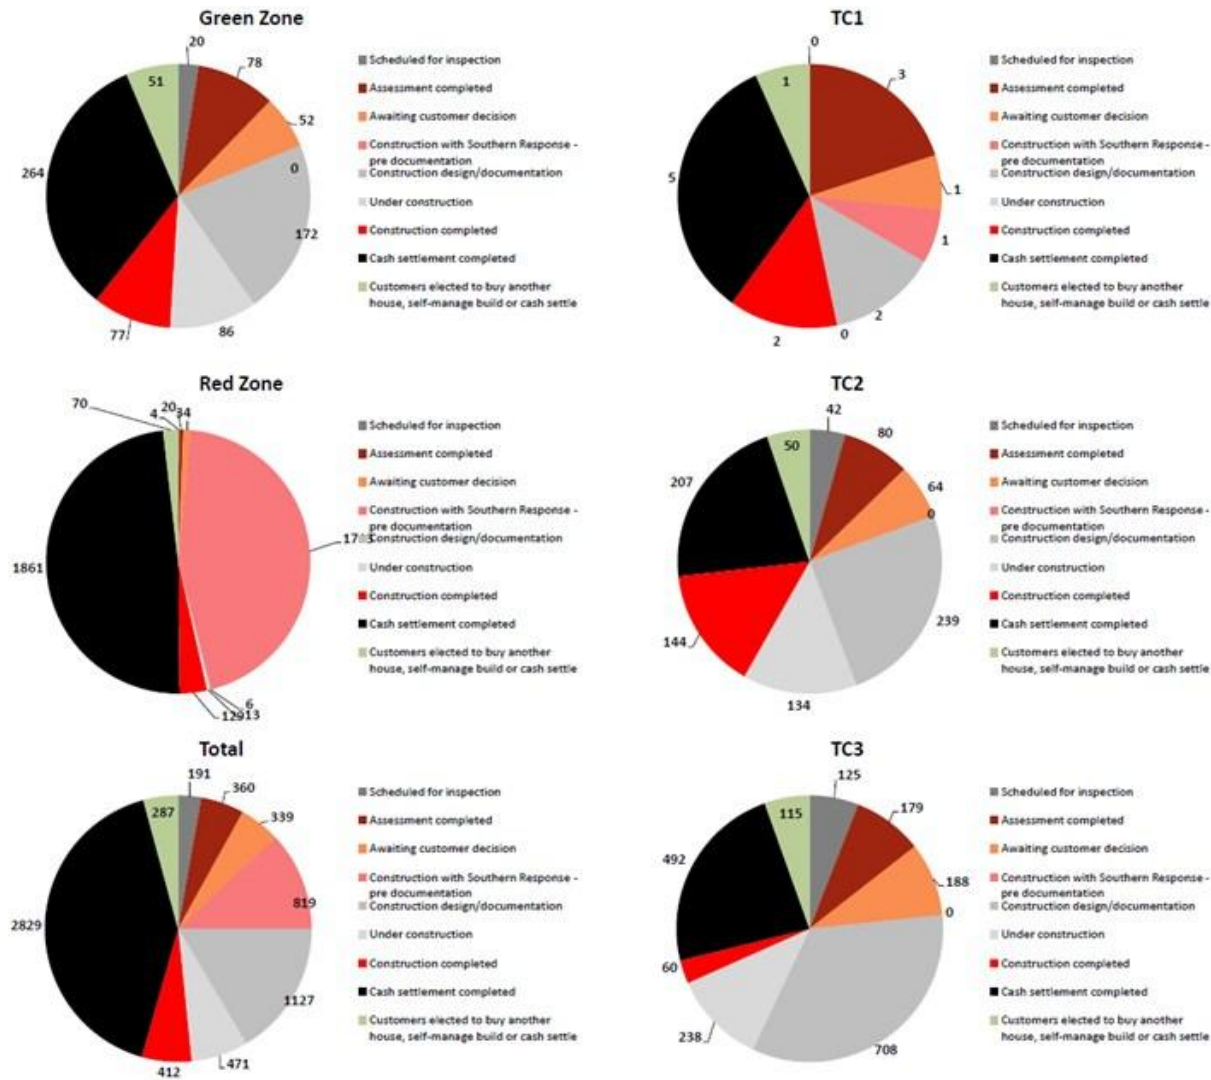 Green Zone
20
78
52
0
172
86
77
264
51
Scheduled for inspection
Assessment completed
Awaiting customer decision
Construction with Southern Response -
pre documentation
Construction design/documentation
Under construction
Construction completed
Cash settlement completed
Customers elected to buy another
house, self-manage build or cash settle
TC1
0
3
1
1
2
0
2
5
1
Scheduled for inspection
Assessment completed
Awaiting customer decision
Construction with Southern Response -
pre documentation
Construction design/documentation
Under construction
Construction completed
Cash settlement completed
Customers elected to buy another
house, self-manage build or cash settle
Red Zone
70
4
20
34
6
13
1861
Scheduled for inspection
Assessment completed
Awaiting customer decision
Construction with Southern Response -
pre documentation
Construction design/documentation
Under construction
Construction completed
Cash settlement completed
Customers elected to buy another
house, self-manage build or cash settle
TC2
42
80
64
0
239
134
144
207
50
Scheduled for inspection
Assessment completed
Awaiting customer decision
Construction with Southern Response -
pre documentation
Construction design/documentation
Under construction
Construction completed
Cash settlement completed
Customers elected to buy another
house, self-manage build or cash settle
Total
191
360
339
819
1127
471
412
2829
287
Scheduled for inspection
Assessment completed
Awaiting customer decision
Construction with Southern Response -
pre documentation
Construction design/documentation
Under construction
Construction completed
Cash settlement completed
Customers elected to buy another
house, self-manage build or cash settle
TC3
125
179
188
0
708
238
60
492
115
Scheduled for inspection
Assessment completed
Awaiting customer decision
Construction with Southern Response -
pre documentation
Construction design/documentation
Under construction
Construction completed
Cash settlement completed
Customers elected to buy another
house, self-manage build or cash settle